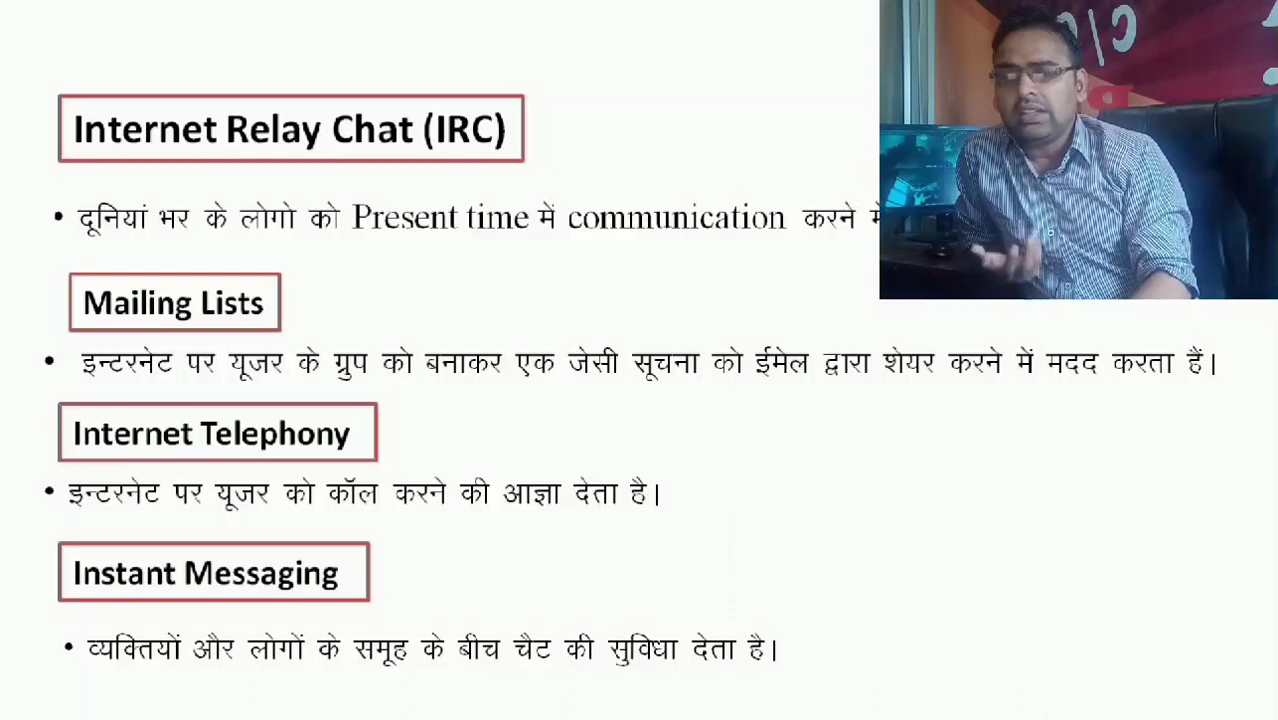 Internet Relay Chat (IRC)
• दूनियां भर के लोगो को Present time में communication करने में
Mailing Lists
• इन्टरनेट पर यूजर के ग्रुप को बनाकर एक जेसी सूचना को ईमेल द्वारा शेयर करने में मदद करता हैं।
Internet Telephony
• इन्टरनेट पर यूजर को कॉल करने की आज्ञा देता है।
Instant Messaging
• व्यक्तियों और लोगों के समूह के बीच चैट की सुविधा देता है।